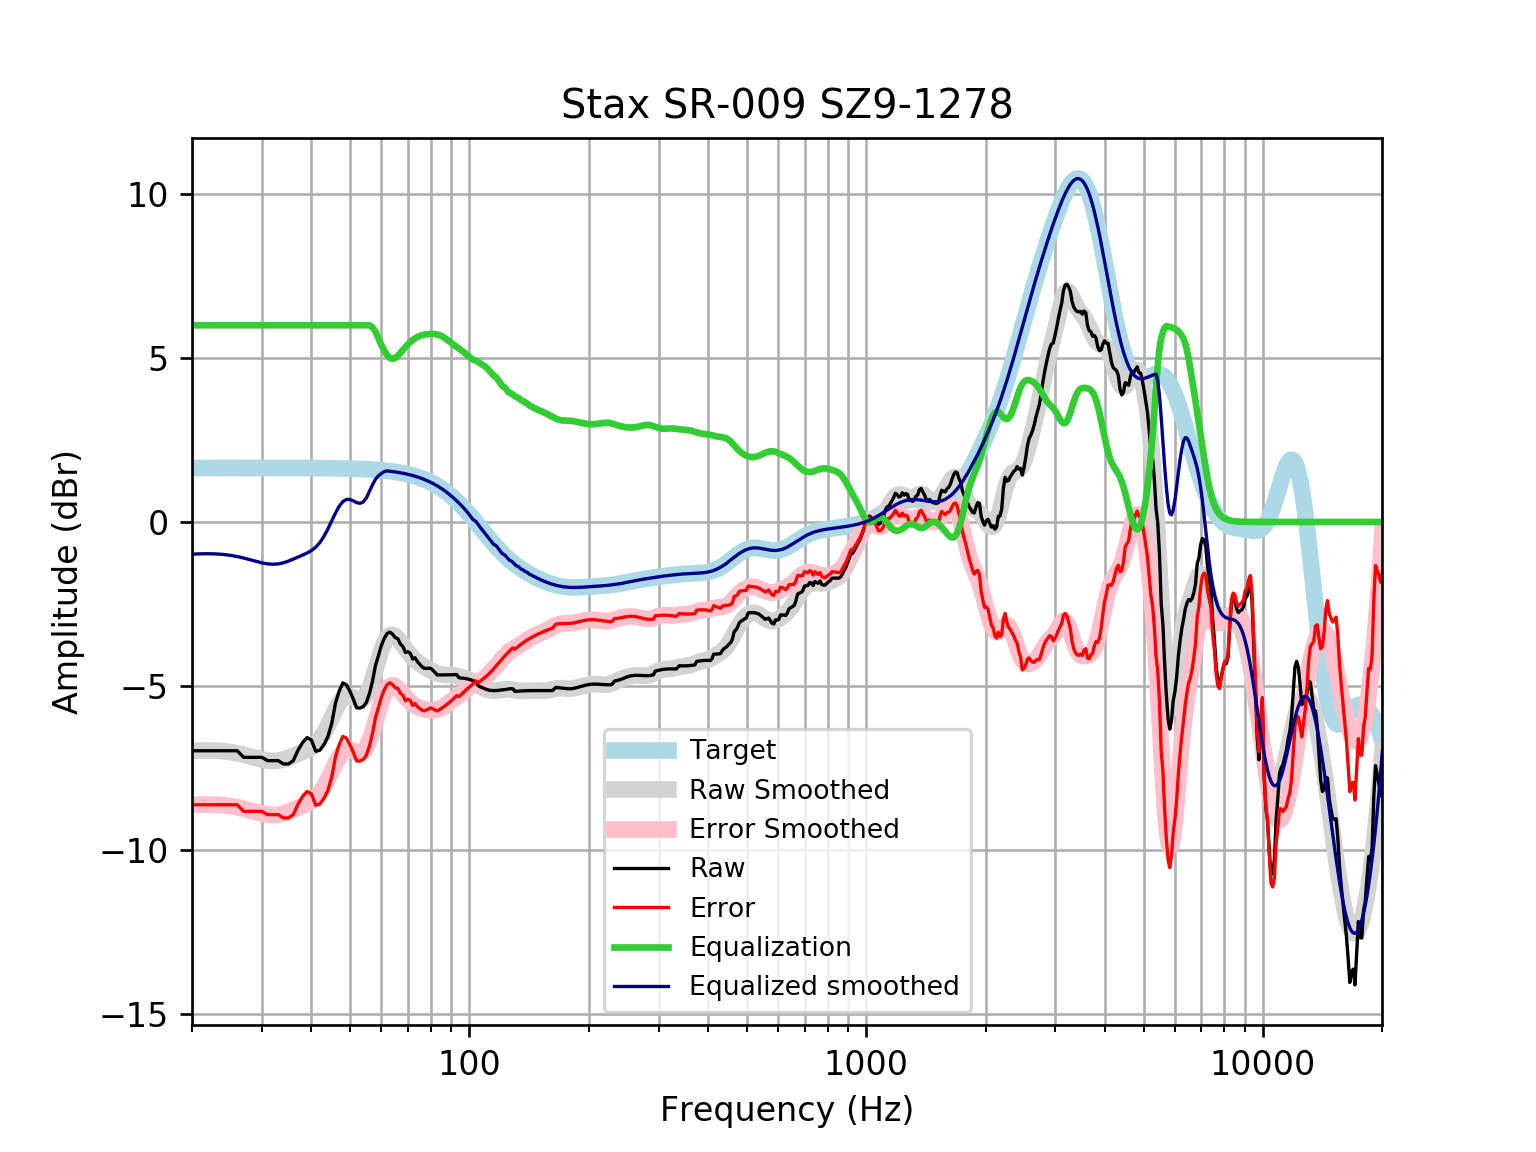 Stax SR-009 SZ9-1278
Amplitude (dBr)
10
5
0
−5
−10
−15
Target
Raw Smoothed
Error Smoothed
Raw
Error
Equalization
Equalized smoothed
100 1000 10000
Frequency (Hz)